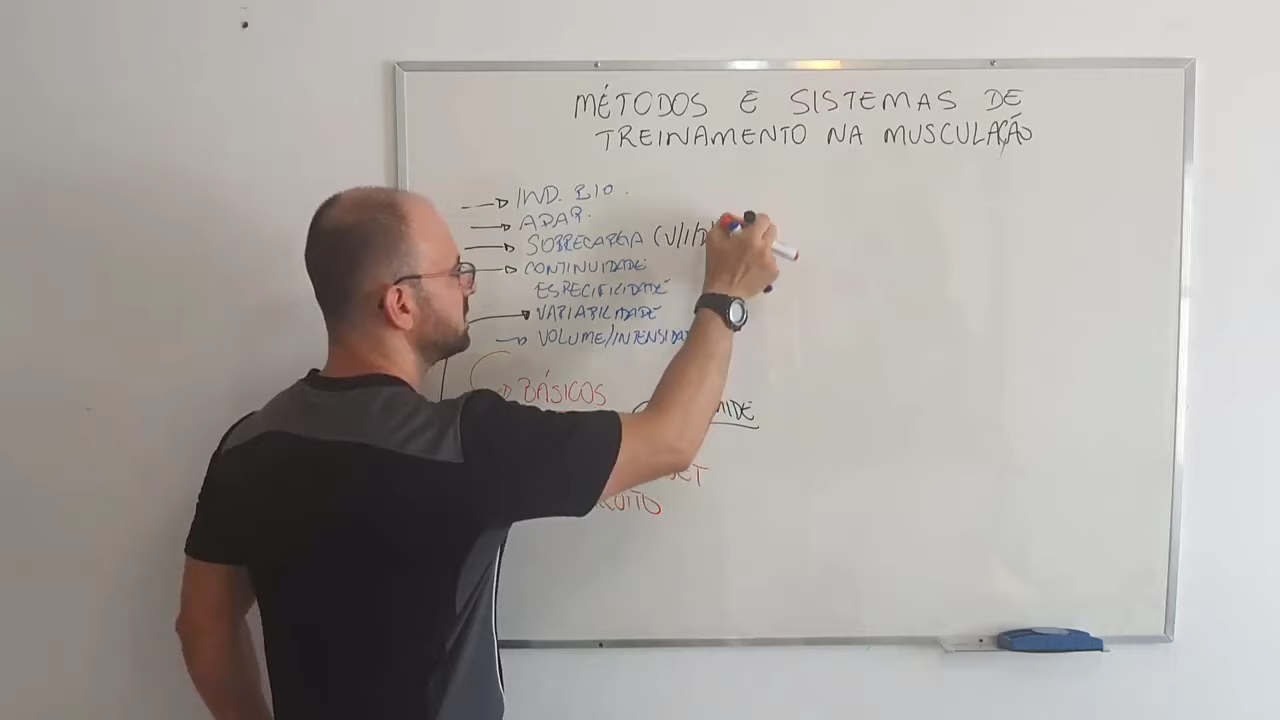 MÉTODOS E SISTEMAS DE
TREINAMENTO NA MUSCULAÇÃO
IND. BIO.
ADAP.
SOBRECARGA (V/I/D)
CONTINUIDADE
ESPECIFICIDADE
VARIABILIDADE
VOLUME/INTENSIDA
BÁSICOS